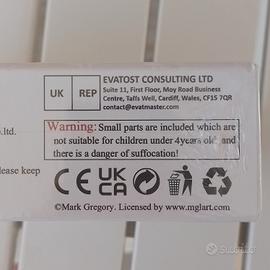 UK REP
EVATOST CONSULTING LTD
Suite 11, First Floor, Moy Road Business
Centre, Taffs Well, Cardiff, Wales, CF15 7QR
contact@evatmaster.com
o.ltd.
Warning: Small parts are included which are
not suitable for children under 4years old and
there is a danger of suffocation!
lease keep
CE UK
CA
©Mark Gregory. Licensed by www.mglart.com
Subito